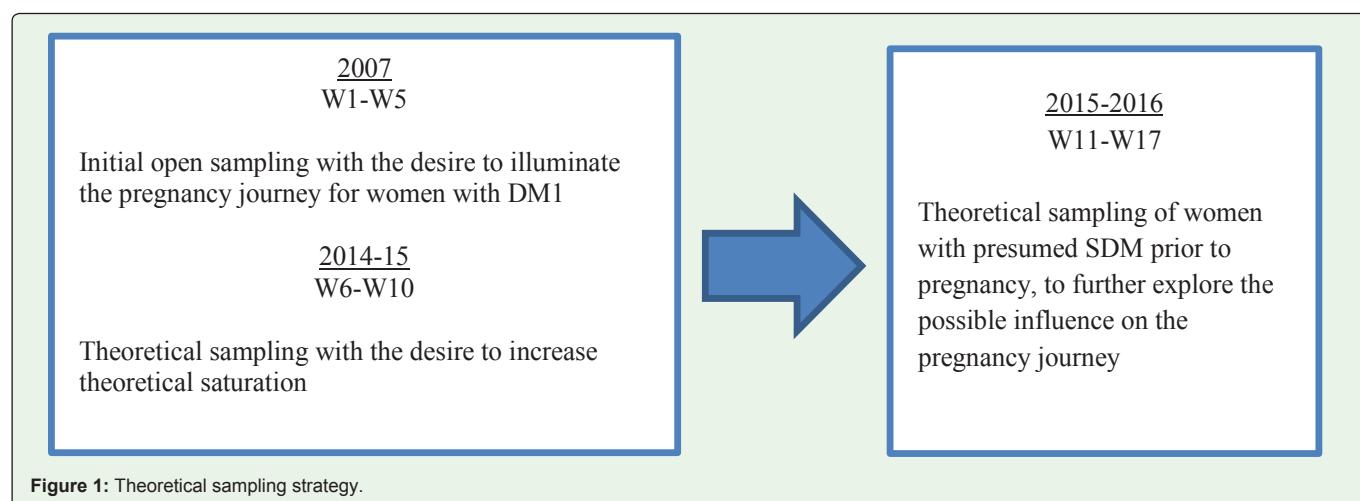 2007
W1-W5
Initial open sampling with the desire to illuminate
the pregnancy journey for women with DM1
2014-15
W6-W10
Theoretical sampling with the desire to increase
theoretical saturation
2015-2016
W11-W17
Theoretical sampling of women
with presumed SDM prior to
pregnancy, to further explore the
possible influence on the
pregnancy journey
Figure 1: Theoretical sampling strategy.